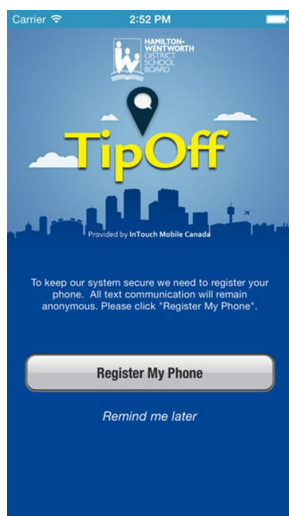 Carrier 2:52 PM
HAMILTON-
WENTWORTH
DISTRICT
SCHOOL
BOARD
TipOff
Provided by InTouch Mobile Canada
To keep our system secure we need to register your
phone. All text communication will remain
anonymous. Please click "Register My Phone".
Register My Phone
Remind me later